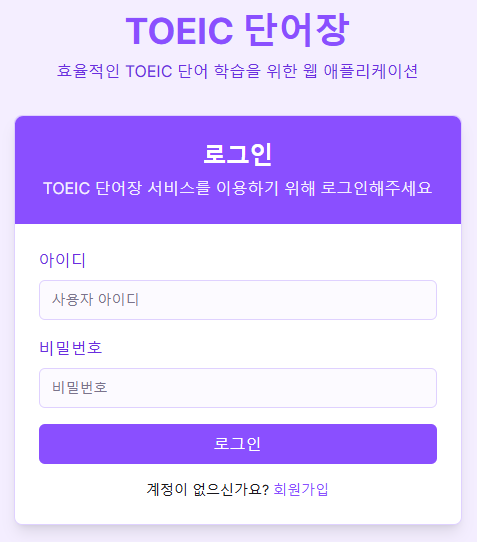 TOEIC 단어장
효율적인 TOEIC 단어 학습을 위한 웹 애플리케이션
로그인
TOEIC 단어장 서비스를 이용하기 위해 로그인해주세요
아이디
사용자 아이디
비밀번호
비밀번호
로그인
계정이 없으신가요? 회원가입